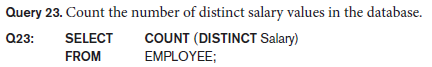 Query 23. Count the number of distinct salary values in the database.
Q23: SELECT COUNT (DISTINCT Salary)
FROM EMPLOYEE;